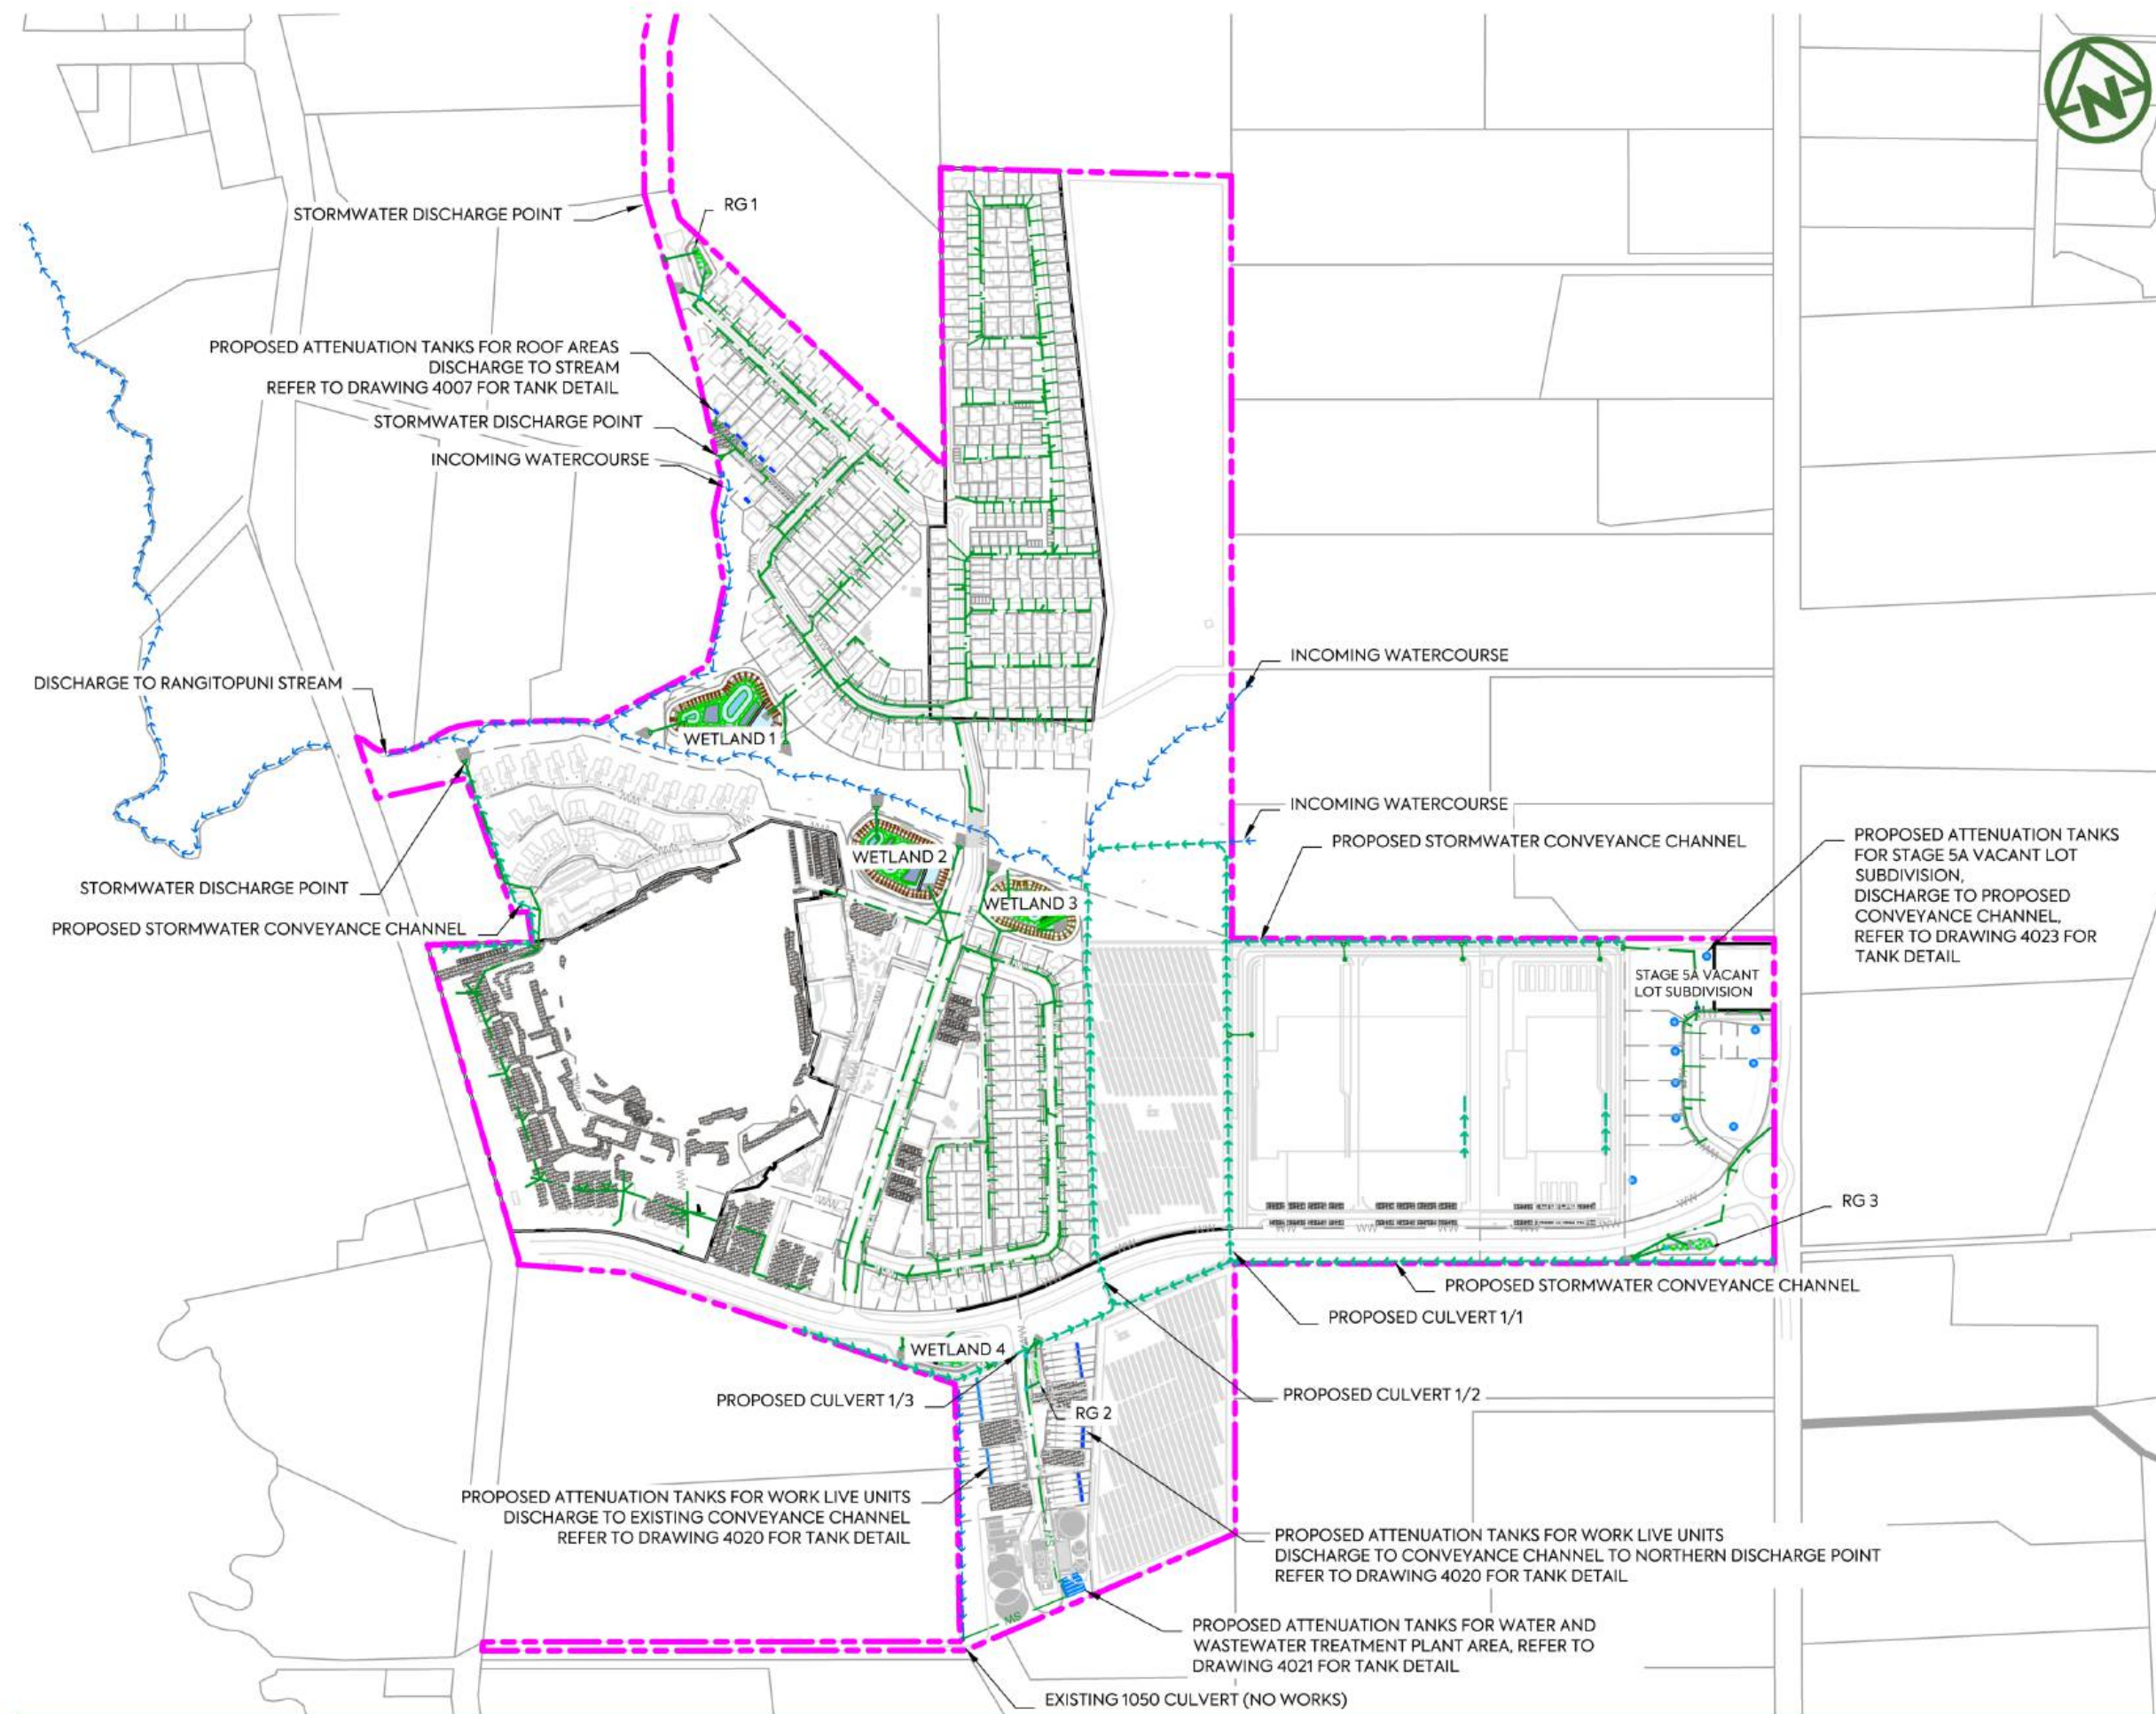 N
STORMWATER DISCHARGE POINT
RG 1
PROPOSED ATTENUATION TANKS FOR ROOF AREAS
DISCHARGE TO STREAM
REFER TO DRAWING 4007 FOR TANK DETAIL
STORMWATER DISCHARGE POINT
INCOMING WATERCOURSE
INCOMING WATERCOURSE
DISCHARGE TO RANGITOPUNI STREAM
WETLAND 1
INCOMING WATERCOURSE
PROPOSED STORMWATER CONVEYANCE CHANNEL
PROPOSED ATTENUATION TANKS
FOR STAGE 5A VACANT LOT
SUBDIVISION,
DISCHARGE TO PROPOSED
CONVEYANCE CHANNEL,
REFER TO DRAWING 4023 FOR
TANK DETAIL
WETLAND 2
STORMWATER DISCHARGE POINT
WETLAND 3
PROPOSED STORMWATER CONVEYANCE CHANNEL
STAGE 5A VACANT
LOT SUBDIVISION
RG 3
PROPOSED STORMWATER CONVEYANCE CHANNEL
PROPOSED CULVERT 1/1
WETLAND 4
PROPOSED CULVERT 1/3
PROPOSED CULVERT 1/2
RG 2
PROPOSED ATTENUATION TANKS FOR WORK LIVE UNITS
DISCHARGE TO EXISTING CONVEYANCE CHANNEL
REFER TO DRAWING 4020 FOR TANK DETAIL
PROPOSED ATTENUATION TANKS FOR WORK LIVE UNITS
DISCHARGE TO CONVEYANCE CHANNEL TO NORTHERN DISCHARGE POINT
REFER TO DRAWING 4020 FOR TANK DETAIL
PROPOSED ATTENUATION TANKS FOR WATER AND
WASTEWATER TREATMENT PLANT AREA, REFER TO
DRAWING 4021 FOR TANK DETAIL
EXISTING 1050 CULVERT (NO WORKS)